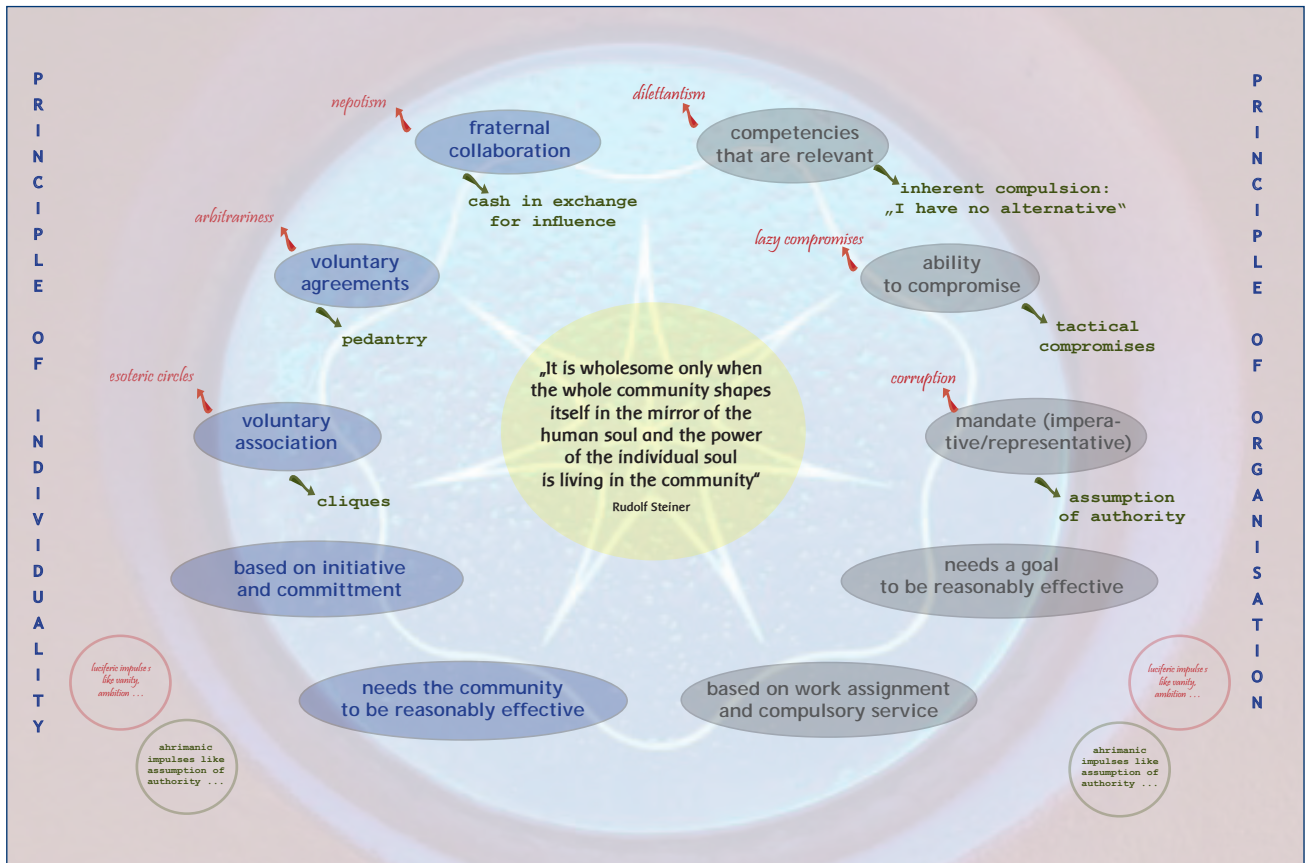 PRINCIPLE OF INDIVIDUALITY
nepotism
fraternal
collaboration
cash in exchange
for influence
arbitrariness
voluntary
agreements
pedantry
esoteric circles
voluntary
association
cliques
based on initiative
and committment
needs the community
to be reasonably effective
luciferic impulse s
like vanity,
ambition ...
ahrimanic
impulses like
assumption of
authority ...
„It is wholesome only when
the whole community shapes
itself in the mirror of the
human soul and the power
of the individual soul
is living in the community“
Rudolf Steiner
dilettantism
competencies
that are relevant
inherent compulsion:
„I have no alternative“
lazy compromises
ability
to compromise
tactical
compromises
corruption
mandate (impera-
tive/representative)
assumption
of authority
needs a goal
to be reasonably effective
based on work assignment
and compulsory service
luciferic impulse s
like vanity,
ambition ...
ahrimanic
impulses like
assumption of
authority ...
PRINCIPLE OF ORGANISATION